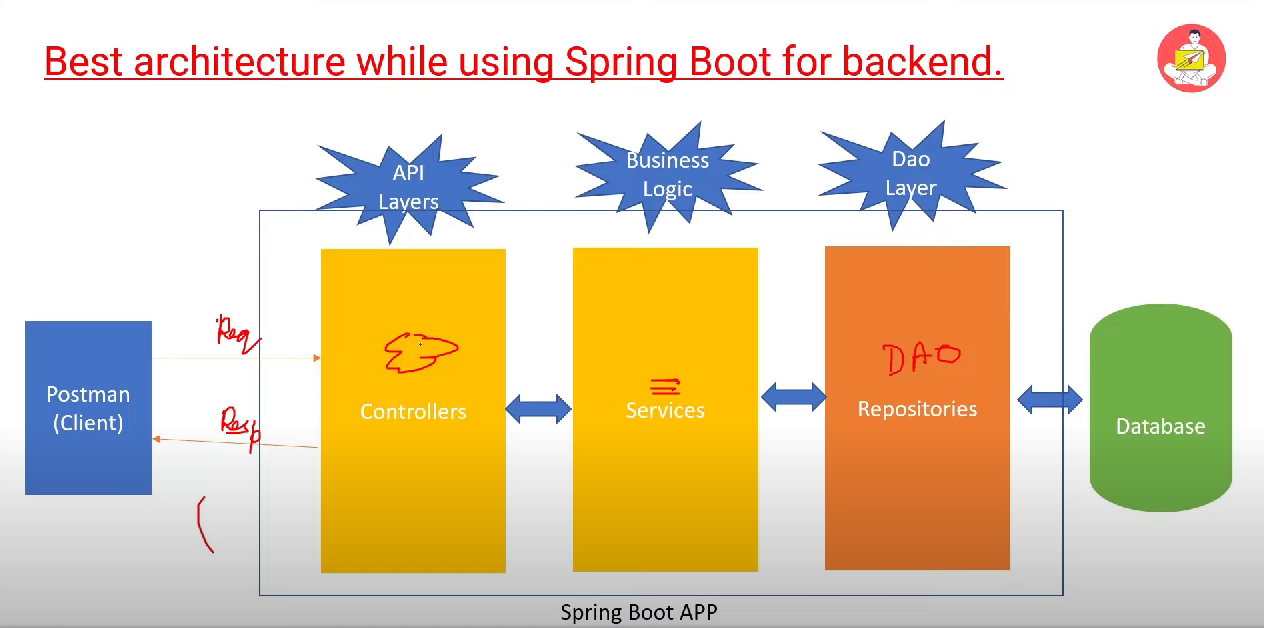 Best architecture while using Spring Boot for backend.
API
Layers
Business
Logic
Dao
Layer
Req
Resp
Postman
(Client)
Controllers
Services
DAO
Repositories
Database
Spring Boot APP